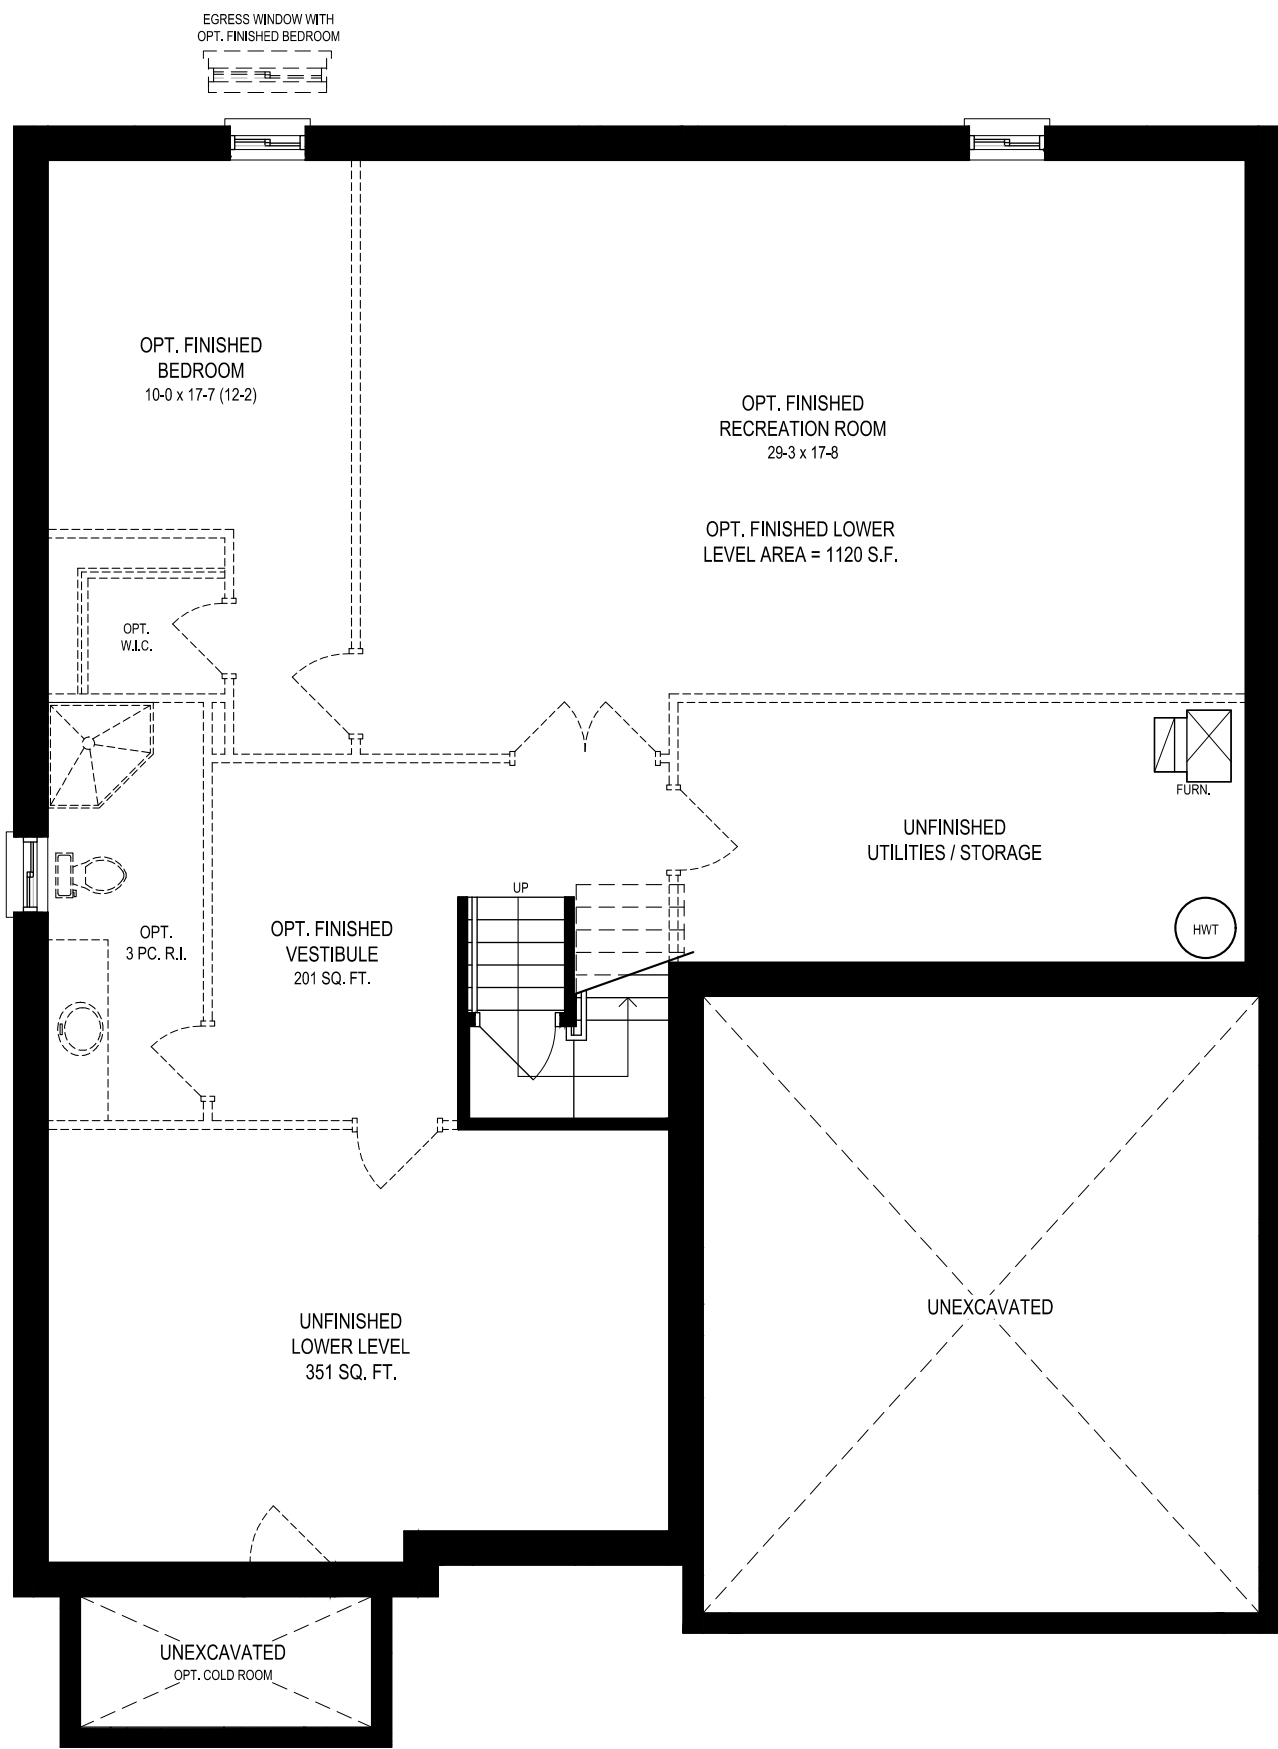 EGRESS WINDOW WITH
OPT. FINISHED BEDROOM
OPT. FINISHED
BEDROOM
10-0 x 17-7 (12-2)
OPT. FINISHED
RECREATION ROOM
29-3 x 17-8
OPT. FINISHED LOWER
LEVEL AREA = 1120 S.F.
OPT.
W.I.C.
FURN.
UNFINISHED
UTILITIES / STORAGE
UP
HWT
OPT.
3 PC. R.I.
OPT. FINISHED
VESTIBULE
201 SQ. FT.
UNFINISHED
LOWER LEVEL
351 SQ. FT.
UNEXCAVATED
UNEXCAVATED
OPT. COLD ROOM